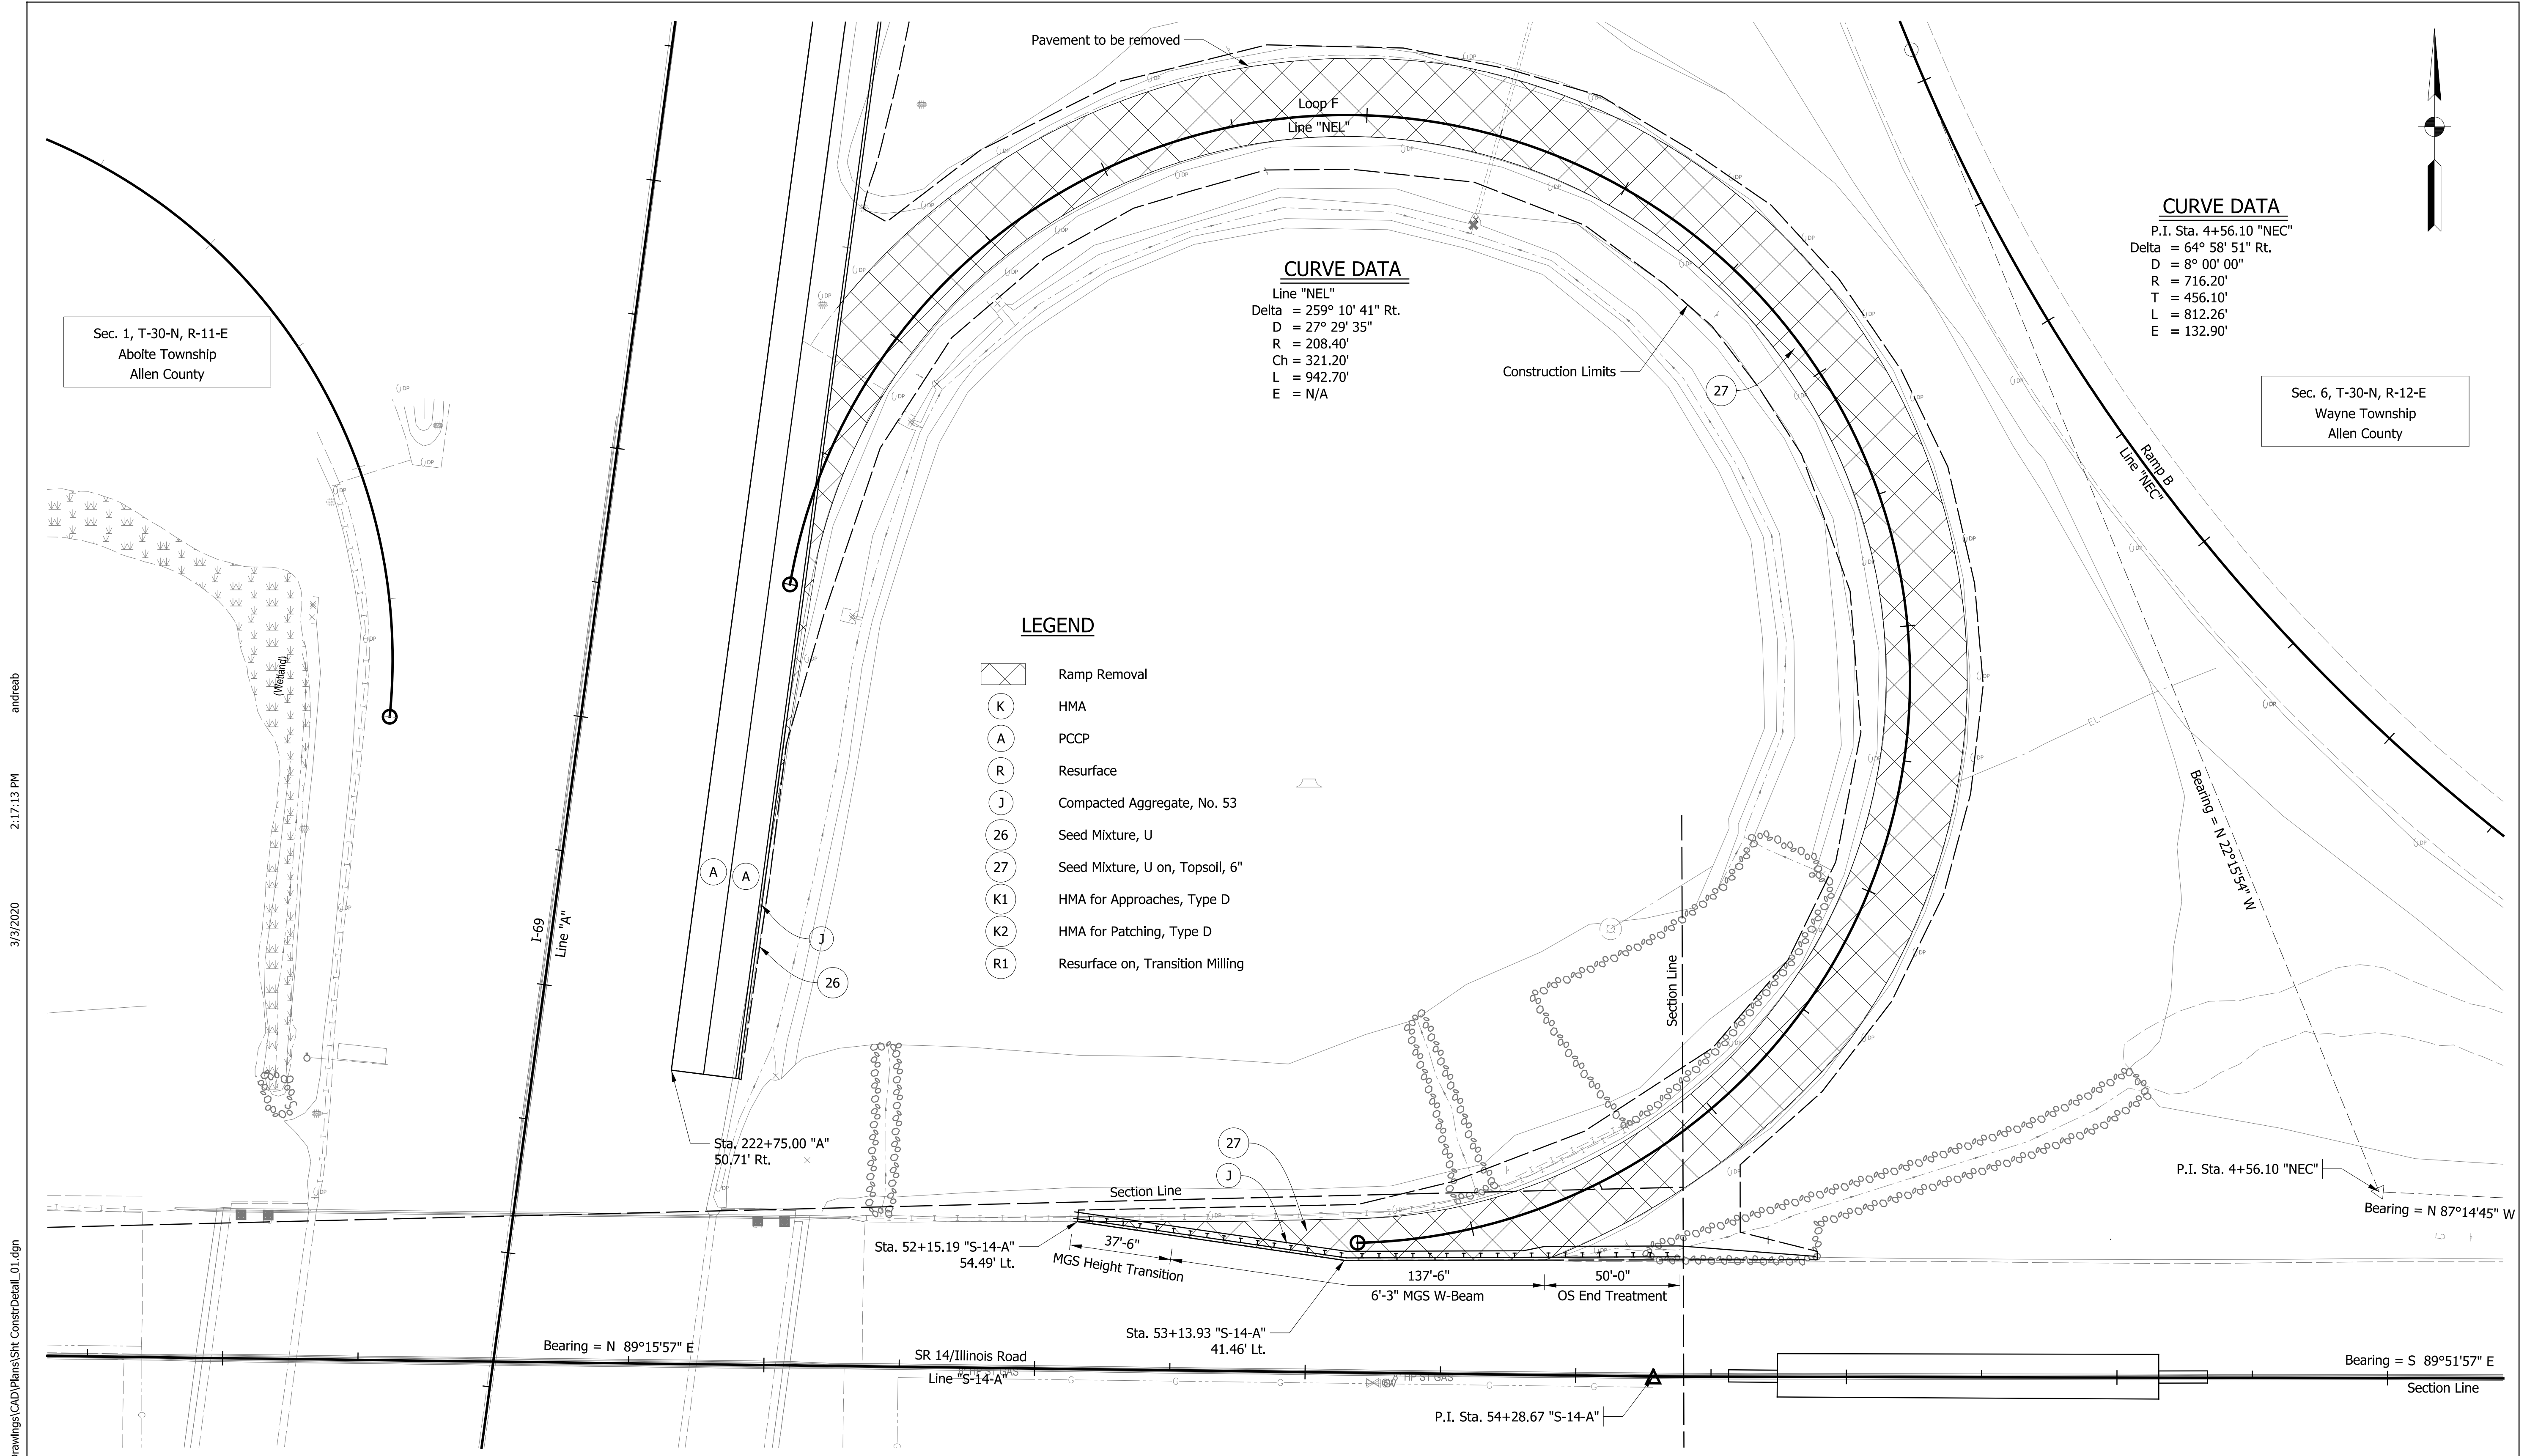 Pavement to be removed
Loop F
Line "NEL"
CURVE DATA
P.I. Sta. 4+56.10 "NEC"
Delta = 64° 58' 51" Rt.
D = 8° 00' 00"
R = 716.20'
T = 456.10'
L = 812.26'
E = 132.90'
CURVE DATA
Line "NEL"
Delta = 259° 10' 41" Rt.
D = 27° 29' 35"
R = 208.40'
Ch = 321.20'
L = 942.70'
E = N/A
Sec. 1, T-30-N, R-11-E
Aboite Township
Allen County
Construction Limits
27
Sec. 6, T-30-N, R-12-E
Wayne Township
Allen County
Ramp B
Line "NEC"
(Wetland)
LEGEND
Ramp Removal
K HMA
A PCCP
R Resurface
J Compacted Aggregate, No. 53
26 Seed Mixture, U
27 Seed Mixture, U on, Topsoil, 6"
K1 HMA for Approaches, Type D
K2 HMA for Patching, Type D
R1 Resurface on, Transition Milling
A
A
J
26
I-69
Line "A"
EL
Bearing = N 22°15'54" W
Section Line
Sta. 222+75.00 "A"
50.71' Rt.
27
J
Section Line
P.I. Sta. 4+56.10 "NEC"
Bearing = N 87°14'45" W
Sta. 52+15.19 "S-14-A"
54.49' Lt.
37'-6"
MGS Height Transition
137'-6"
6'-3" MGS W-Beam
50'-0"
OS End Treatment
Sta. 53+13.93 "S-14-A"
41.46' Lt.
Bearing = N 89°15'57" E
SR 14/Illinois Road
Line "S-14-A"
Bearing = S 89°51'57" E
Section Line
P.I. Sta. 54+28.67 "S-14-A"
andreab
2:17:13 PM
3/3/2020
rawings\CAD\Plans\Sht ConstrDetail_01.dgn